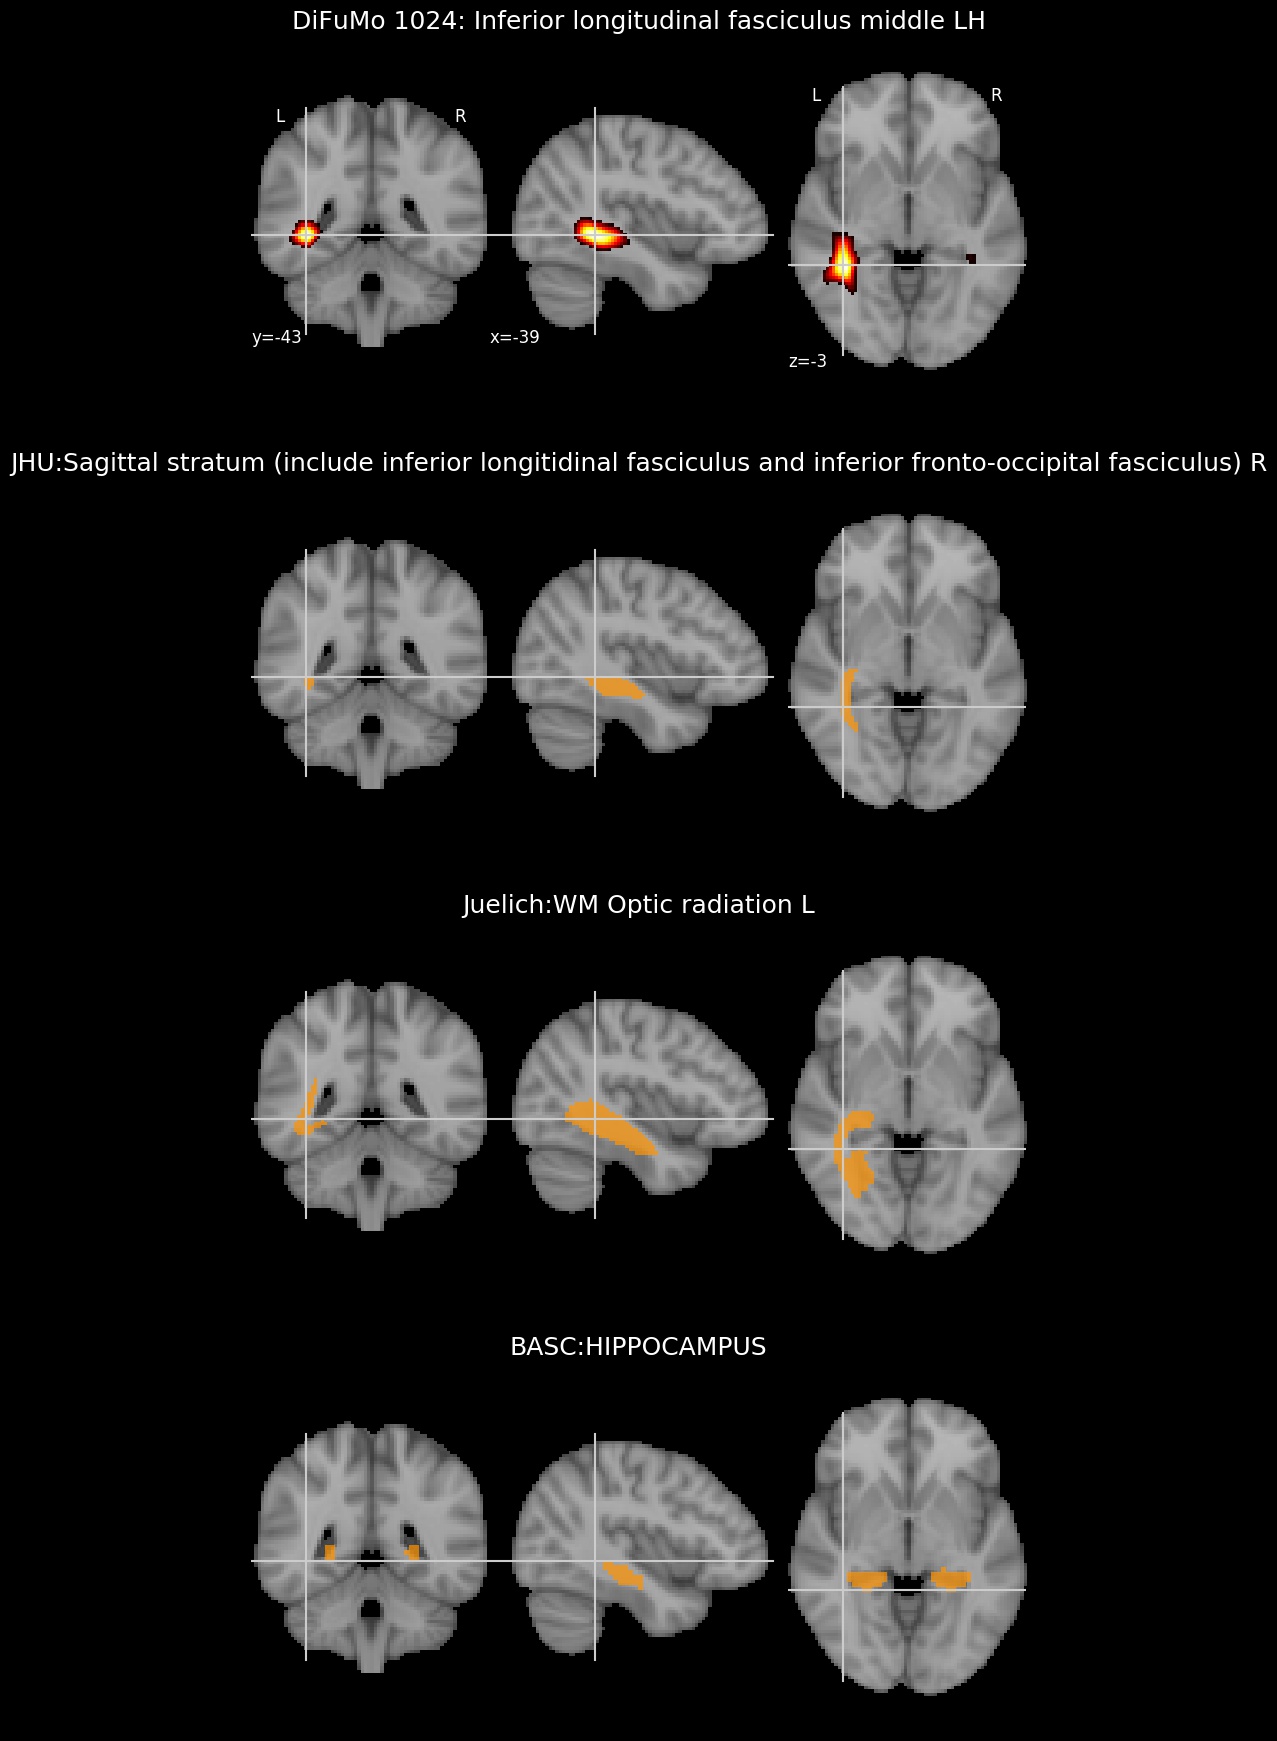 DiFuMo 1024: Inferior longitudinal fasciculus middle LH
L R L R
y=-43 x=-39 z=-3
JHU:Sagittal stratum (include inferior longitidinal fasciculus and inferior fronto-occipital fasciculus) R
Juelich:WM Optic radiation L
BASC:HIPPOCAMPUS